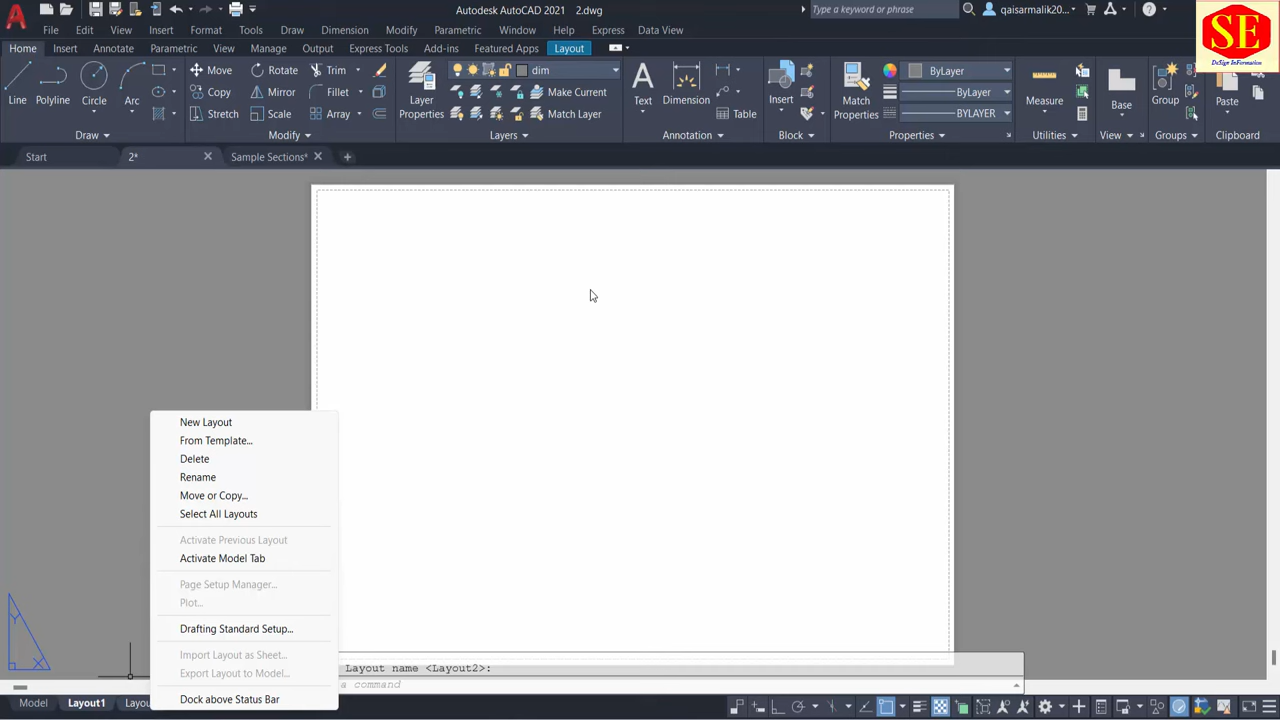 Autodesk AutoCAD 2021 2.dwg
Type a keyword or phrase
qaisarmalik20...
SE
DeSign InFormation
File Edit View Insert Format Tools Draw Dimension Modify Parametric Window Help Express Data View
Home Insert Annotate Parametric View Manage Output Express Tools Add-ins Featured Apps Layout
Line
Polyline
Circle
Arc
Move
Rotate
Trim
Copy
Mirror
Fillet
Stretch
Scale
Array
Layer
Properties
Make Current
Match Layer
Text
Dimension
Table
Insert
Match
Properties
ByLayer
ByLayer
BYLAYER
Measure
Base
Group
Paste
Draw
Modify
Layers
Annotation
Block
Properties
Utilities
View
Groups
Clipboard
Start
2*
Sample Sections*
New Layout
From Template...
Delete
Rename
Move or Copy...
Select All Layouts
Activate Previous Layout
Activate Model Tab
Page Setup Manager...
Plot...
Drafting Standard Setup...
Import Layout as Sheet...
Export Layout to Model...
Dock above Status Bar
Y
X
Layout name <Layout2>:
a command
Model
Layout1